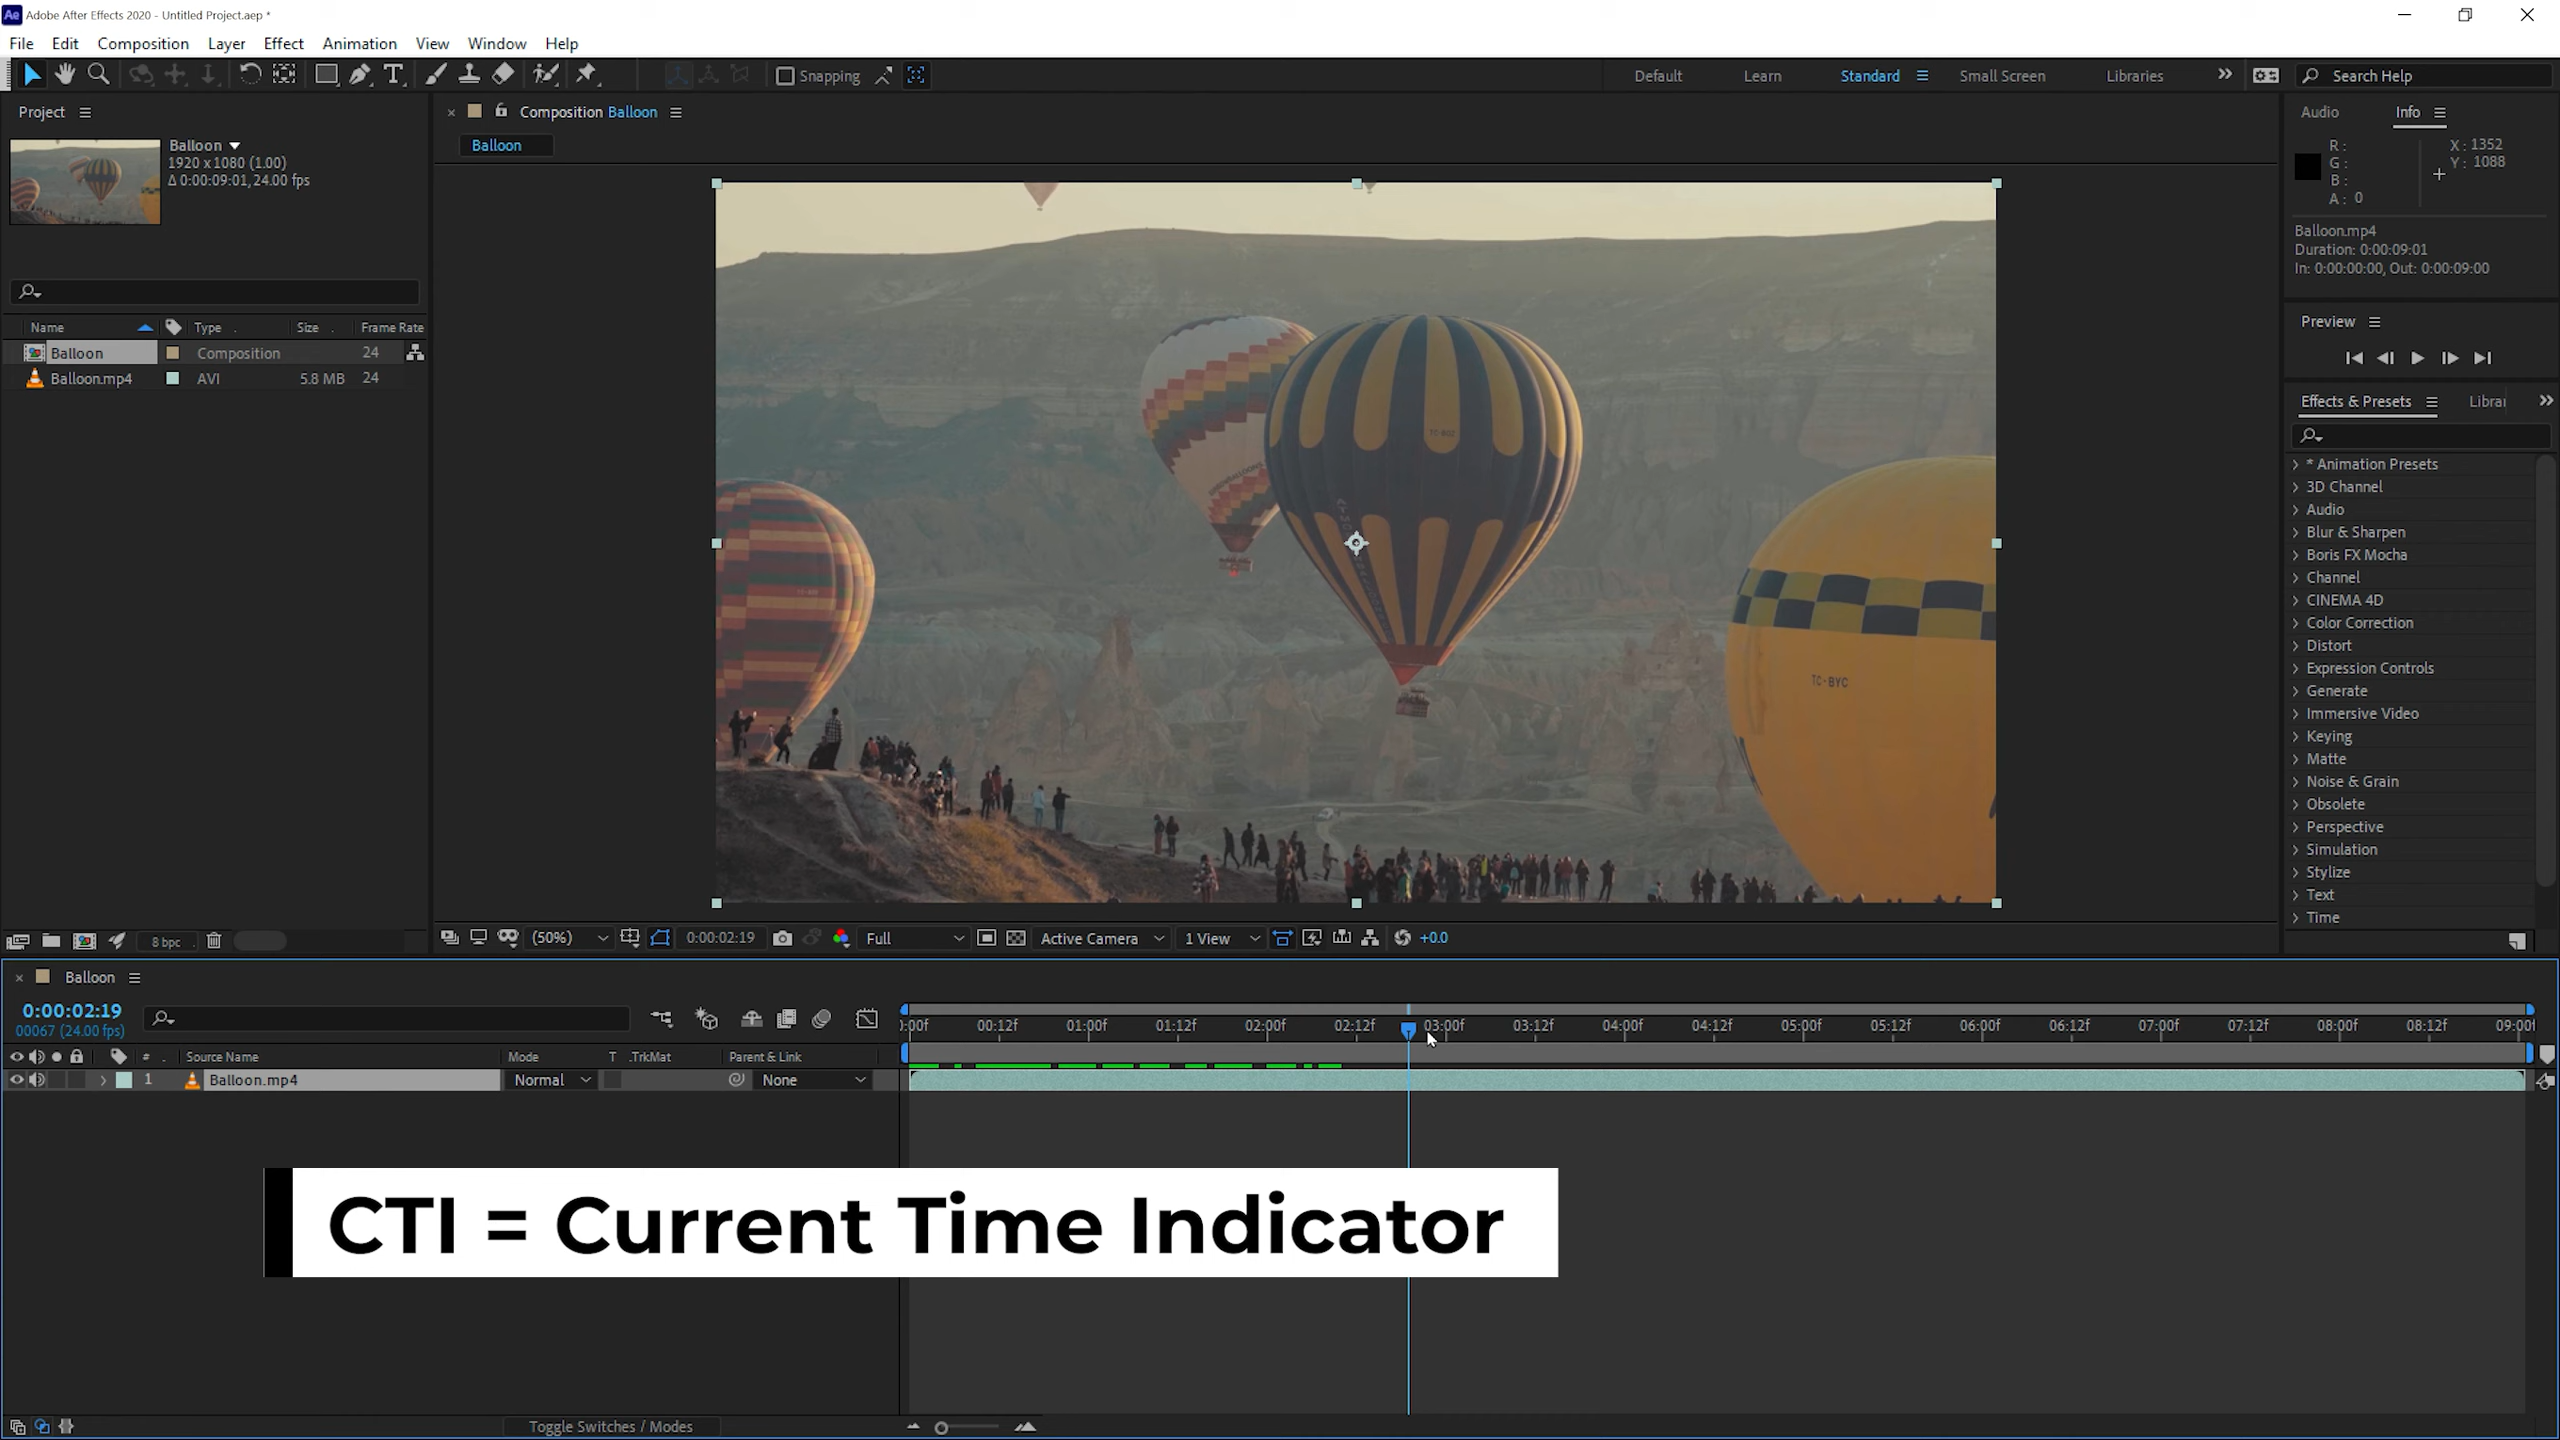 Adobe After Effects 2020 - Untitled Project.aep *
File Edit Composition Layer Effect Animation View Window Help
Snapping
Default Learn Standard Small Screen Libraries
Search Help
Project
Balloon
1920 x 1080 (1.00)
Δ 0:00:09:01, 24.00 fps
Name Type Size Frame Rate
Balloon Composition 24
Balloon.mp4 AVI 5.8 MB 24
8 bpc
Composition Balloon
Balloon
TC-BYC
(50%) 0:00:02:19 Full Active Camera 1 View +0.0
Audio Info
R :
G :
B :
A : 0
X : 1352
Y : 1088
Balloon.mp4
Duration: 0:00:09:01
In: 0:00:00:00, Out: 0:00:09:00
Preview
Effects & Presets Librar
* Animation Presets
3D Channel
Audio
Blur & Sharpen
Boris FX Mocha
Channel
CINEMA 4D
Color Correction
Distort
Expression Controls
Generate
Immersive Video
Keying
Matte
Noise & Grain
Obsolete
Perspective
Simulation
Stylize
Text
Time
Balloon
0:00:02:19
00067 (24.00 fps)
:00f 00:12f 01:00f 01:12f 02:00f 02:12f 03:00f 03:12f 04:00f 04:12f 05:00f 05:12f 06:00f 06:12f 07:00f 07:12f 08:00f 08:12f 09:00f
# Source Name Mode T .TrkMat Parent & Link
1 Balloon.mp4 Normal None
CTI = Current Time Indicator
Toggle Switches / Modes